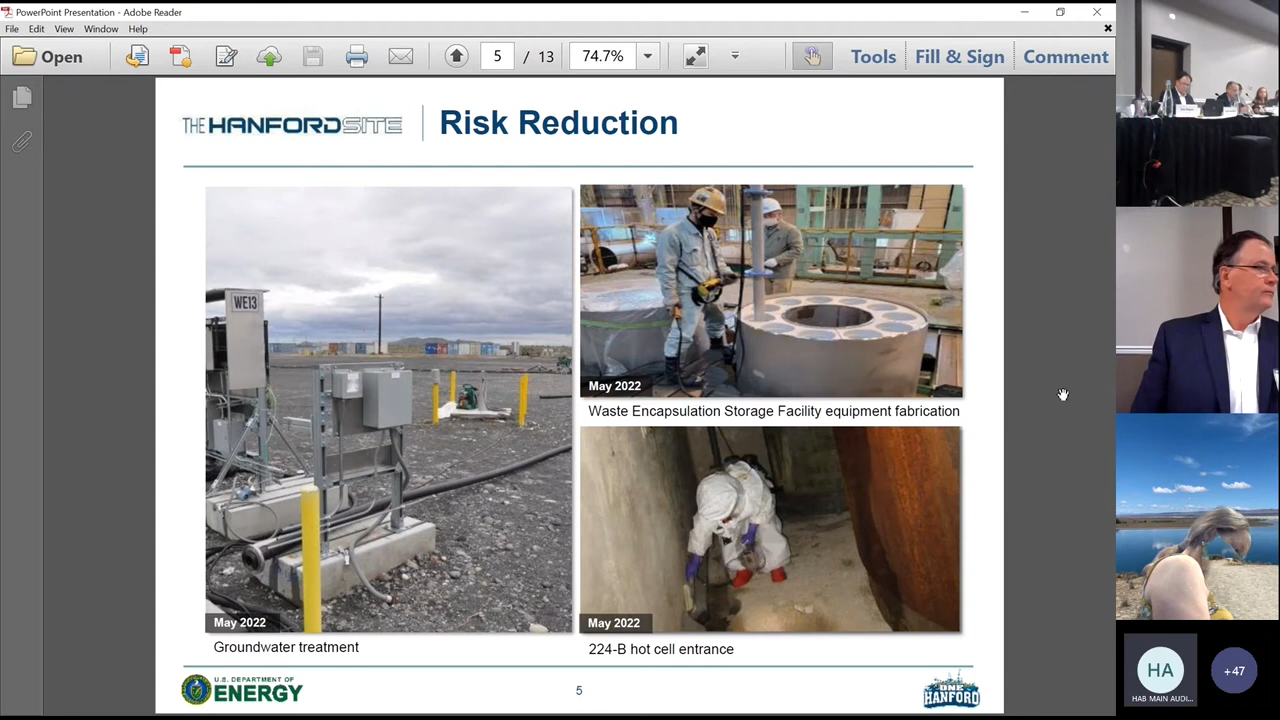 PowerPoint Presentation - Adobe Reader
File Edit View Window Help
Open 5 / 13 74.7% Tools Fill & Sign Comment
THE HANFORD SITE Risk Reduction
WE13
May 2022
Groundwater treatment
May 2022
Waste Encapsulation Storage Facility equipment fabrication
May 2022
224-B hot cell entrance
U.S. DEPARTMENT OF
ENERGY
5
ONE
HANFORD
HA
HAB MAIN AUDI...
+47